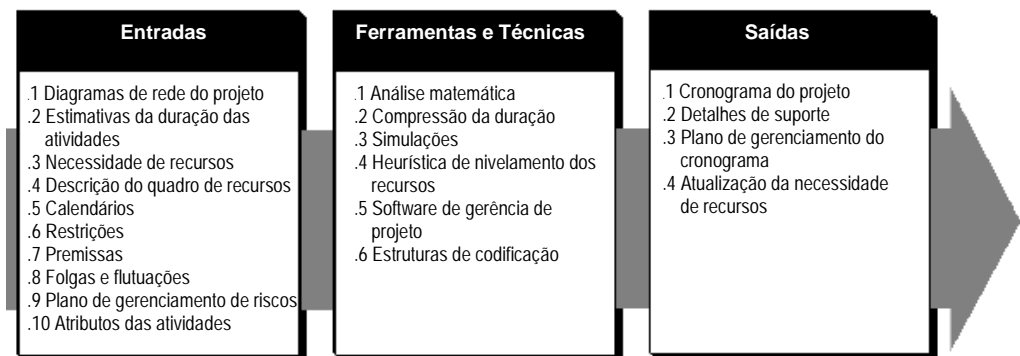 Entradas
.1 Diagramas de rede do projeto
.2 Estimativas da duração das
atividades
.3 Necessidade de recursos
.4 Descrição do quadro de recursos
.5 Calendários
.6 Restrições
.7 Premissas
.8 Folgas e flutuações
.9 Plano de gerenciamento de riscos
.10 Atributos das atividades
Ferramentas e Técnicas
.1 Análise matemática
.2 Compressão da duração
.3 Simulações
.4 Heurística de nivelamento dos
recursos
.5 Software de gerência de
projeto
.6 Estruturas de codificação
Saídas
.1 Cronograma do projeto
.2 Detalhes de suporte
.3 Plano de gerenciamento do
cronograma
.4 Atualização da necessidade
de recursos